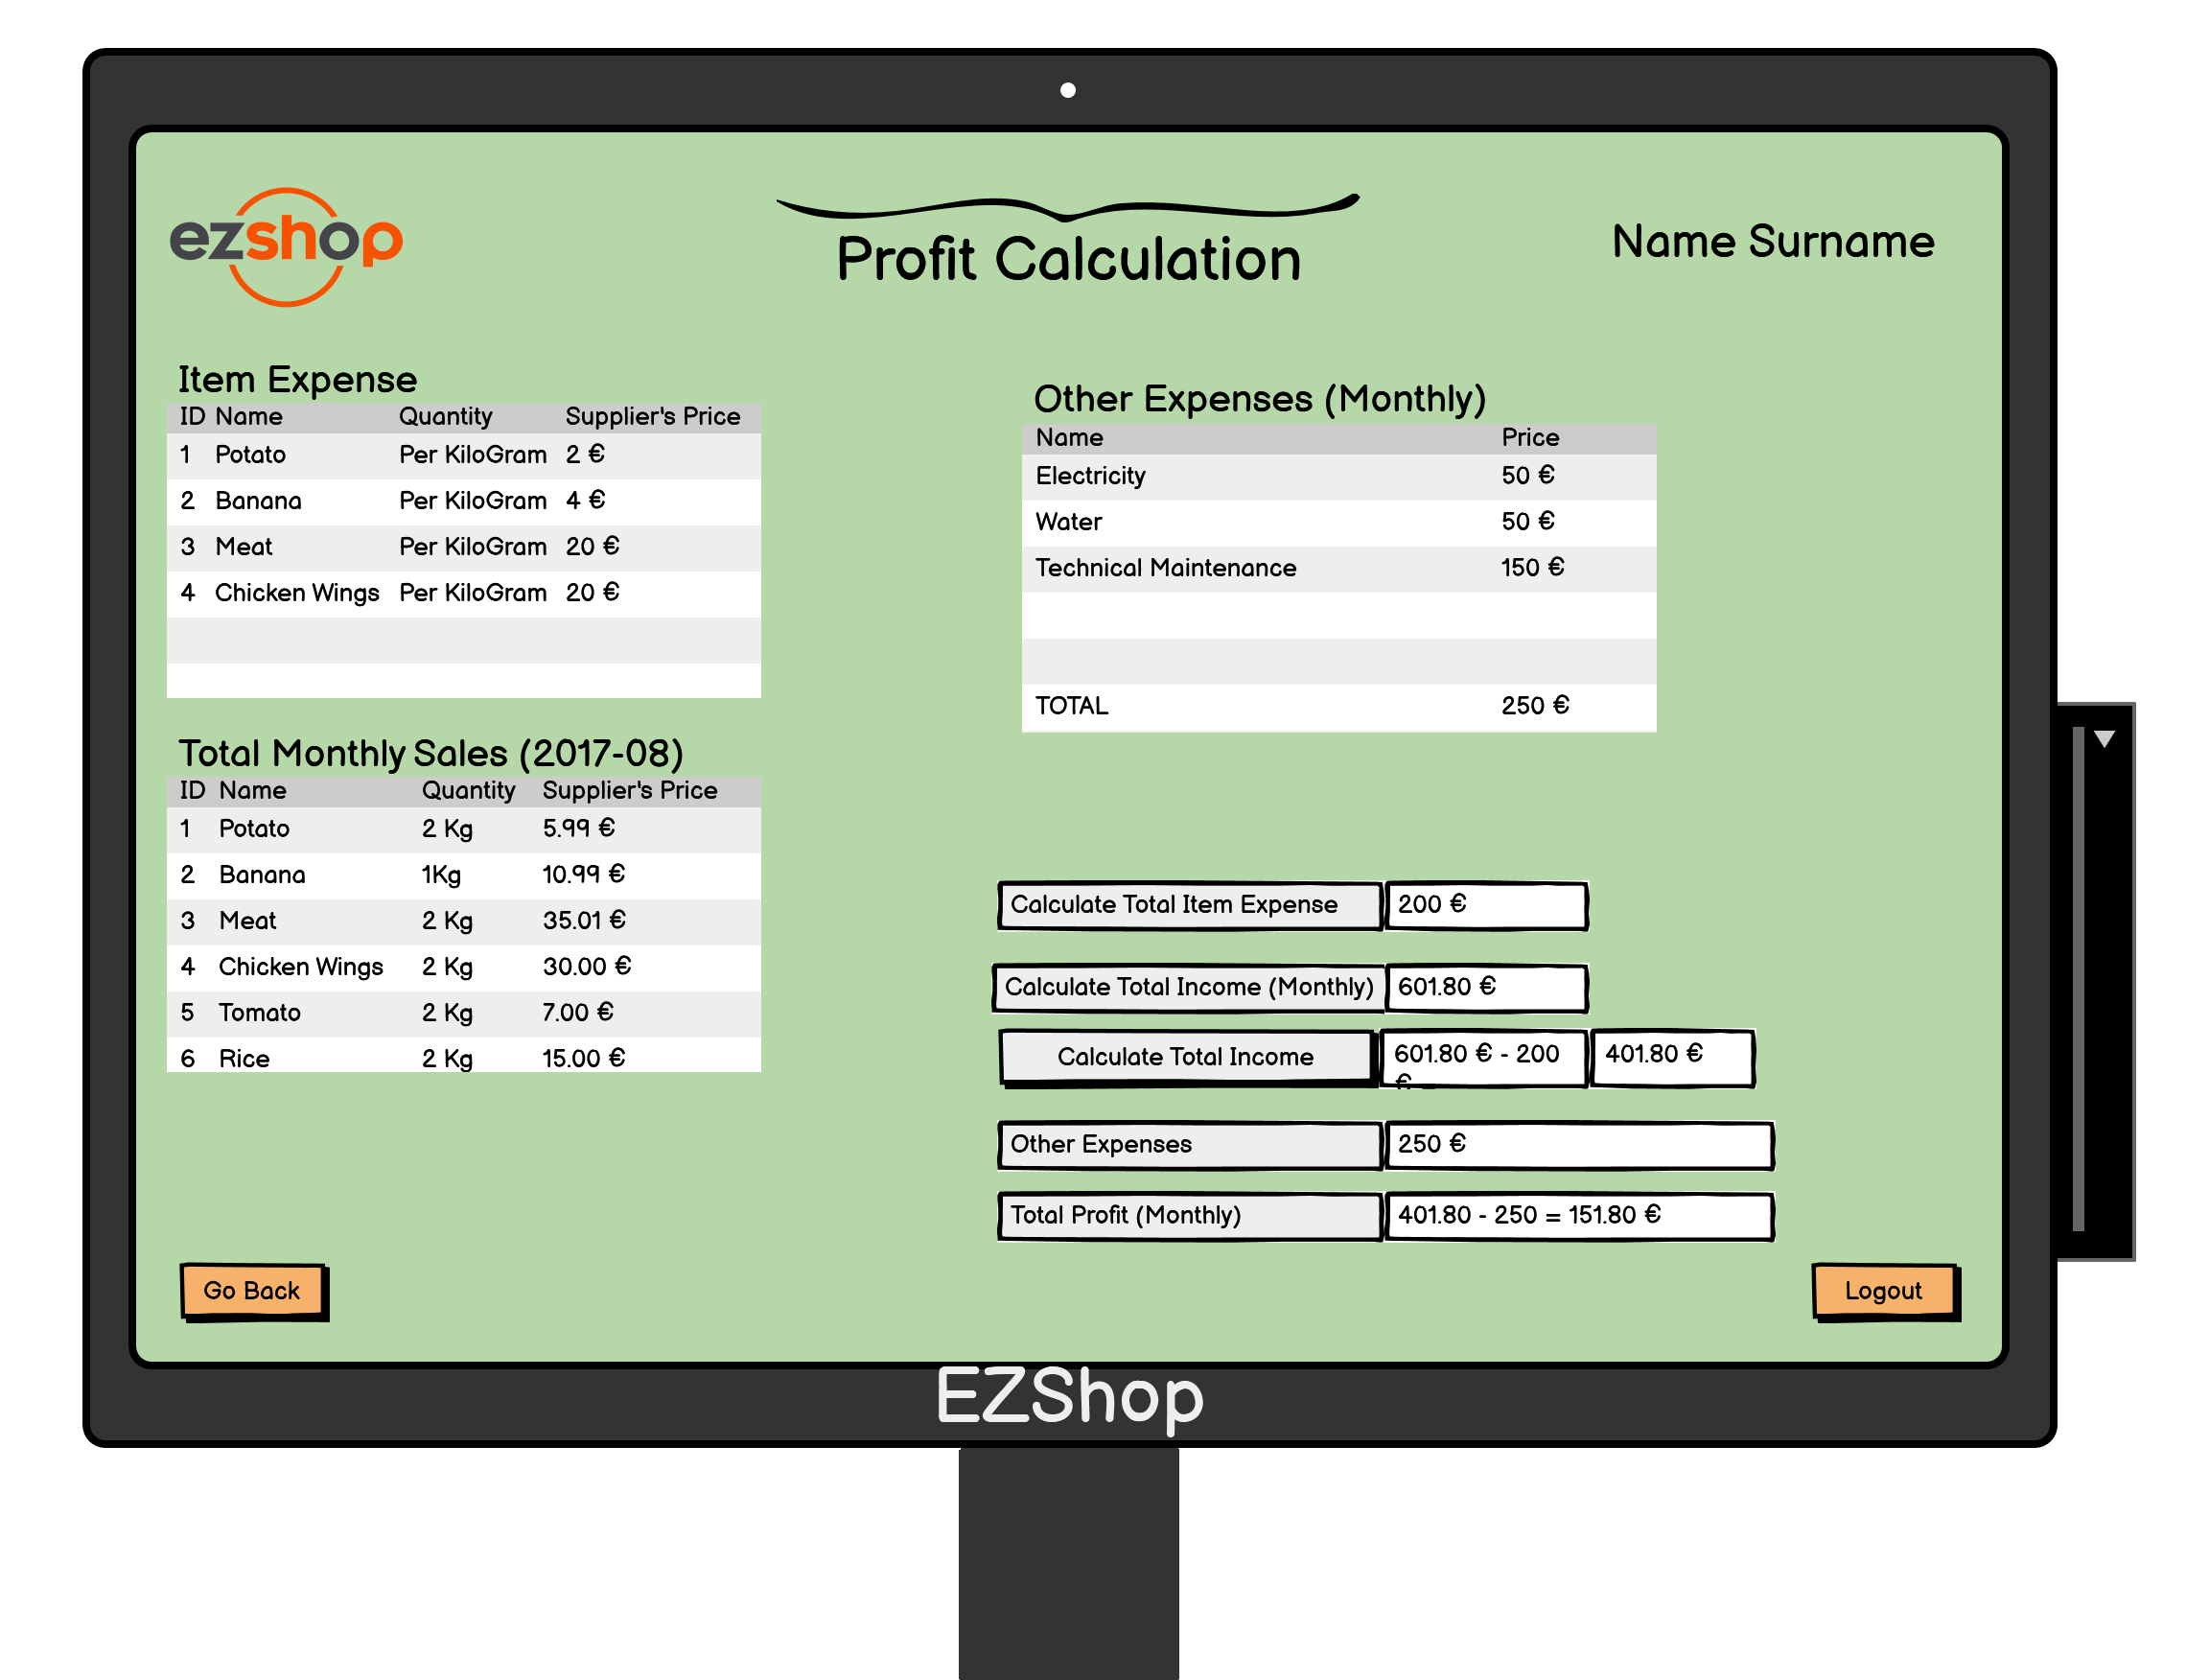 ezshop
Profit Calculation
Name Surname
Item Expense
ID Name Quantity Supplier's Price
1 Potato Per KiloGram 2 €
2 Banana Per KiloGram 4 €
3 Meat Per KiloGram 20 €
4 Chicken Wings Per KiloGram 20 €
Other Expenses (Monthly)
Name Price
Electricity 50 €
Water 50 €
Technical Maintenance 150 €
TOTAL 250 €
Total Monthly Sales (2017-08)
ID Name Quantity Supplier's Price
1 Potato 2 Kg 5.99 €
2 Banana 1Kg 10.99 €
3 Meat 2 Kg 35.01 €
4 Chicken Wings 2 Kg 30.00 €
5 Tomato 2 Kg 7.00 €
6 Rice 2 Kg 15.00 €
Calculate Total Item Expense 200 €
Calculate Total Income (Monthly) 601.80 €
Calculate Total Income 601.80 € - 200 401.80 €
€
Other Expenses 250 €
Total Profit (Monthly) 401.80 - 250 = 151.80 €
Go Back
Logout
EZShop